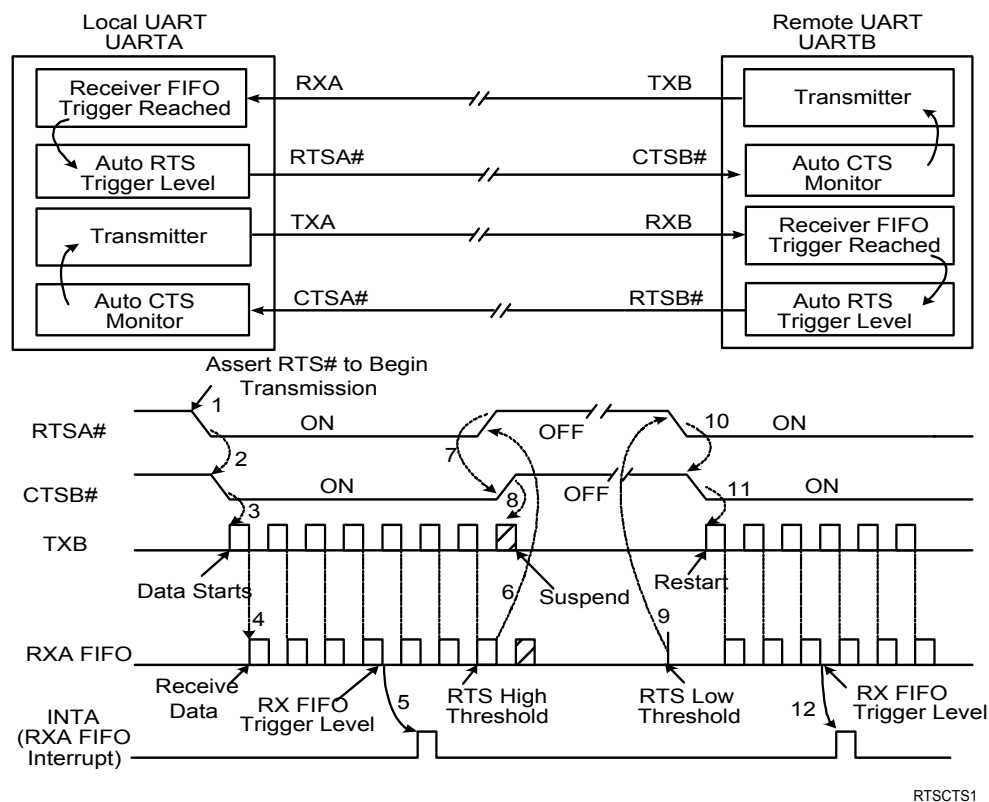 Local UART
UARTA
Remote UART
UARTB
Receiver FIFO
Trigger Reached
RXA
TXB
Transmitter
Auto RTS
Trigger Level
RTSA#
CTSB#
Auto CTS
Monitor
Transmitter
TXA
RXB
Receiver FIFO
Trigger Reached
Auto CTS
Monitor
CTSA#
RTSB#
Auto RTS
Trigger Level
Assert RTS# to Begin
Transmission
RTSA#
1
ON
OFF
10
ON
2
7
CTSB#
ON
8
OFF
11
ON
3
TXB
Data Starts
6
Suspend
Restart
4
9
RXA FIFO
Receive
Data
RX FIFO
Trigger Level
5
RTS High
Threshold
RTS Low
Threshold
12
RX FIFO
Trigger Level
INTA
(RXA FIFO
Interrupt)
RTSCTS1